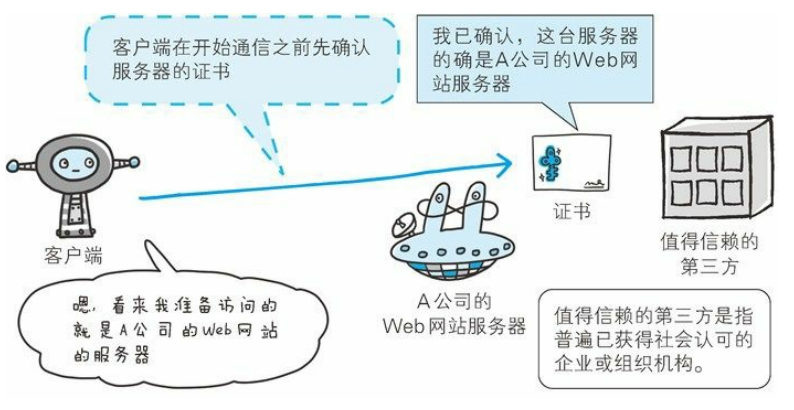 客户端在开始通信之前先确认
服务器的证书
我已确认，这台服务器
的确是A公司的Web网
站服务器
客户端
证书
值得信赖的
第三方
A公司的
Web网站服务器
嗯，看来我准备访问的
就是A公司的Web网站
的服务器
值得信赖的第三方是指
普遍已获得社会认可的
企业或组织机构。